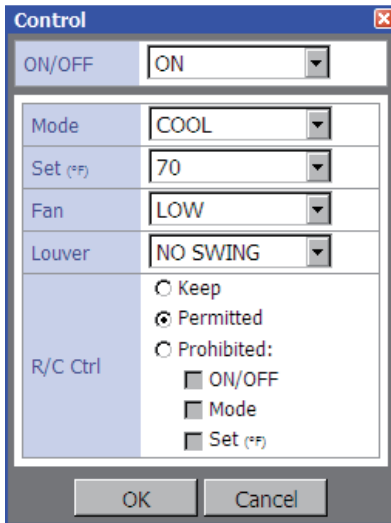 Control
ON/OFF ON
Mode COOL
Set (°F) 70
Fan LOW
Louver NO SWING
R/C Ctrl
Keep
Permitted
Prohibited:
ON/OFF
Mode
Set (°F)
OK Cancel